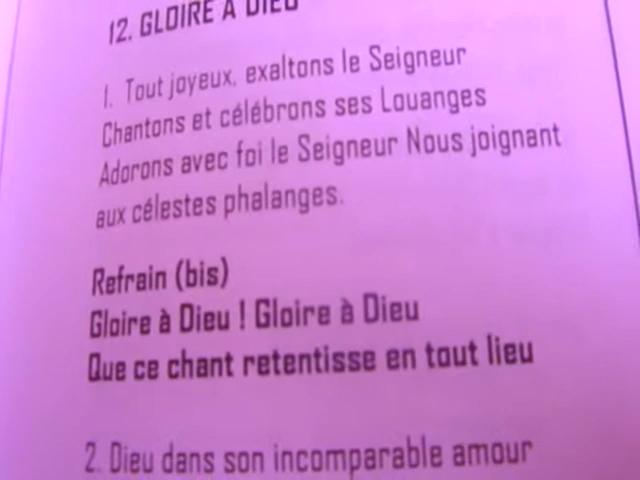 12. GLOIRE À DIEU
1. Tout joyeux, exaltons le Seigneur
Chantons et célébrons ses Louanges
Adorons avec foi le Seigneur Nous joignant
aux célestes phalanges.
Refrain (bis)
Gloire à Dieu ! Gloire à Dieu
Que ce chant retentisse en tout lieu
2. Dieu dans son incomparable amour